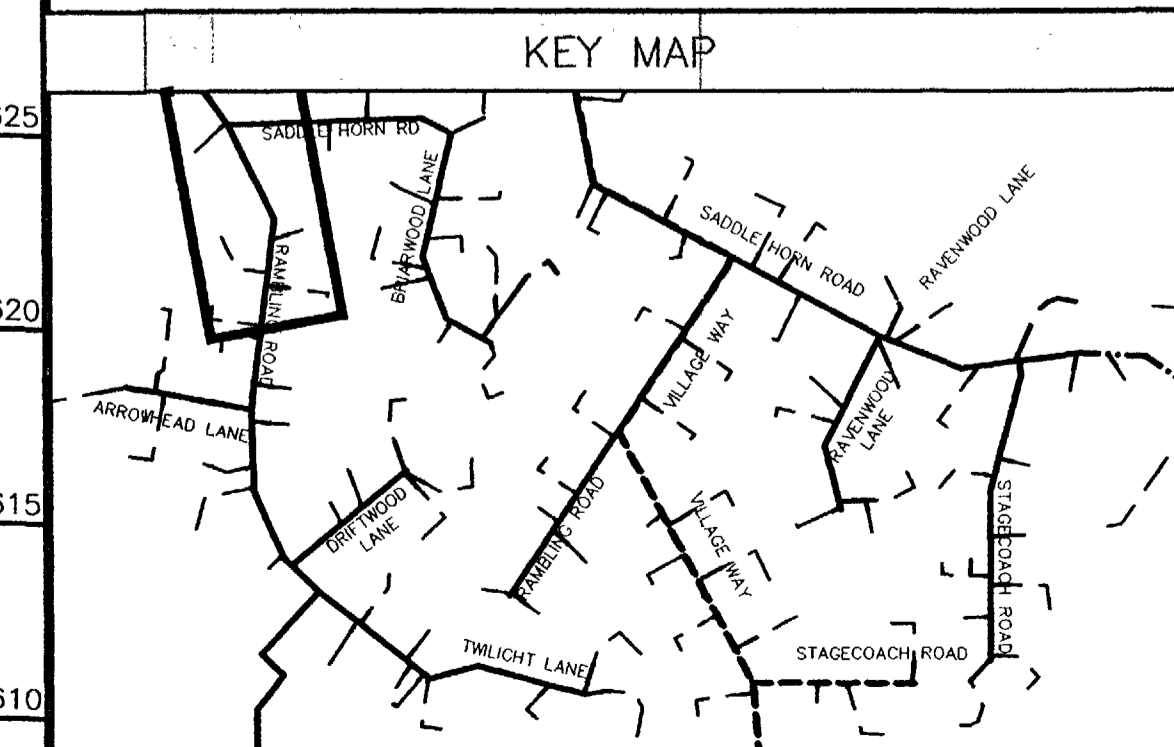 KEY MAP
625
SADDLE HORN RD
BRIARWOOD LANE
RAMBLING ROAD
SADDLE HORN ROAD
RAVENWOOD LANE
620
VILLAGE WAY
ARROWHEAD LANE
RAVENWOOD
LANE
615
DRIFTWOOD
LANE
RAMBLING ROAD
VILLAGE WAY
STAGECOACH ROAD
TWILIGHT LANE
STAGECOACH ROAD
610